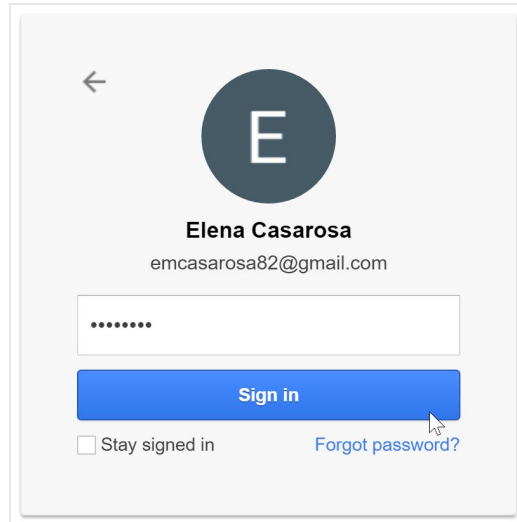 E
Elena Casarosa
emcasarosa82@gmail.com
••••••••
Sign in
Stay signed in Forgot password?